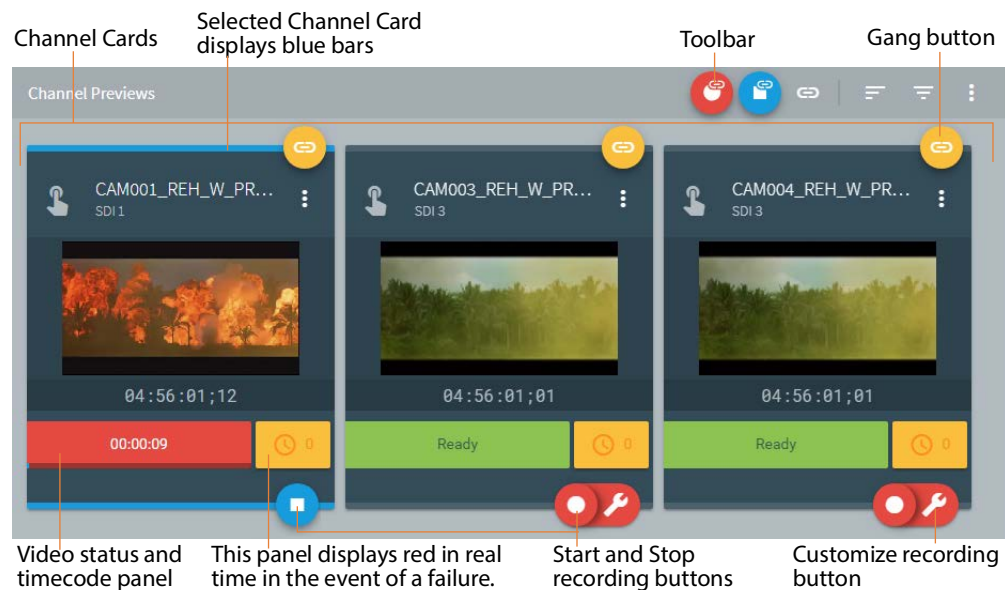 Channel Cards
Selected Channel Card
displays blue bars
Toolbar
Gang button
Channel Previews
CAM001_REH_W_PR...
SDI 1
CAM003_REH_W_PR...
SDI 3
CAM004_REH_W_PR...
SDI 3
04:56:01;12
04:56:01;01
04:56:01;01
00:00:09
0
Ready
0
Ready
0
Video status and
timecode panel
This panel displays red in real
time in the event of a failure.
Start and Stop
recording buttons
Customize recording
button